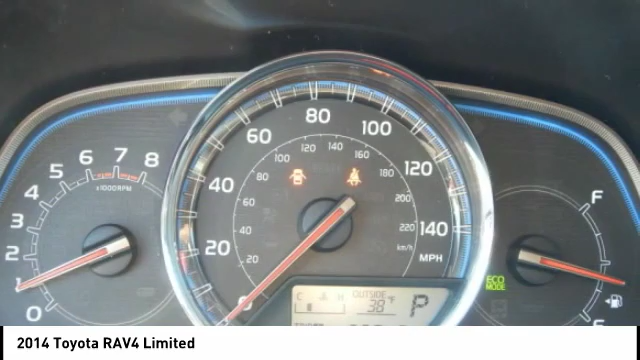 80
60 100
100 120 140 160
6 7 8
x1000RPM
5
4
3
2
1
0
40 80 180 120
60
40 200
20 220 140
20 km/h
MPH
F
ECO
MODE
C H OUTSIDE
38°F P
2014 Toyota RAV4 Limited